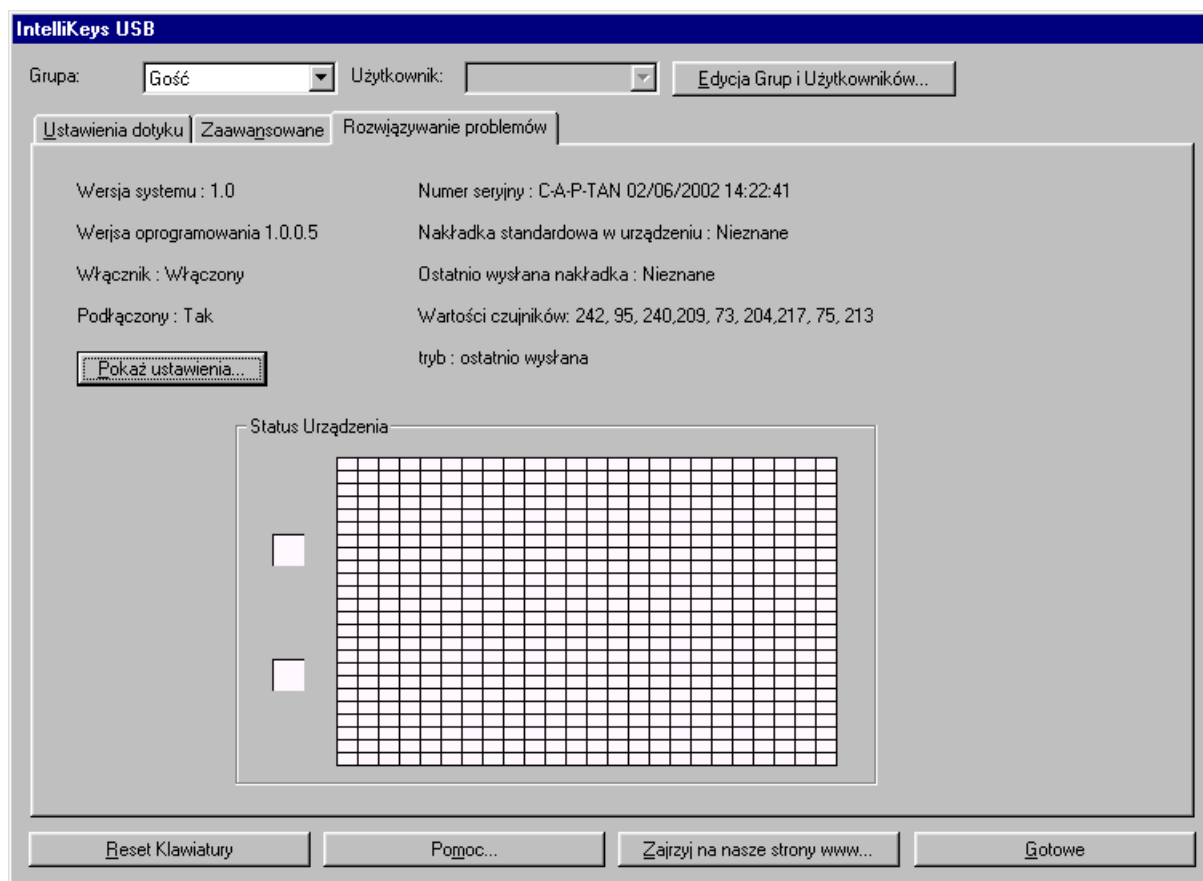 IntelliKeys USB
Grupa: Gość Użytkownik: Edycja Grup i Użytkowników...
Ustawienia dotyku Zaawansowane Rozwiązywanie problemów
Wersja systemu : 1.0 Numer seryjny : C-A-P-TAN 02/06/2002 14:22:41
Werjsa oprogramowania 1.0.0.5 Nakładka standardowa w urządzeniu : Nieznane
Włącznik : Włączony Ostatnio wysłana nakładka : Nieznane
Podłączony : Tak Wartości czujników: 242, 95, 240,209, 73, 204,217, 75, 213
Pokaż ustawienia... tryb : ostatnio wysłana
Status Urządzenia
Reset Klawiatury Pomoc... Zajrzyj na nasze strony www... Gotowe